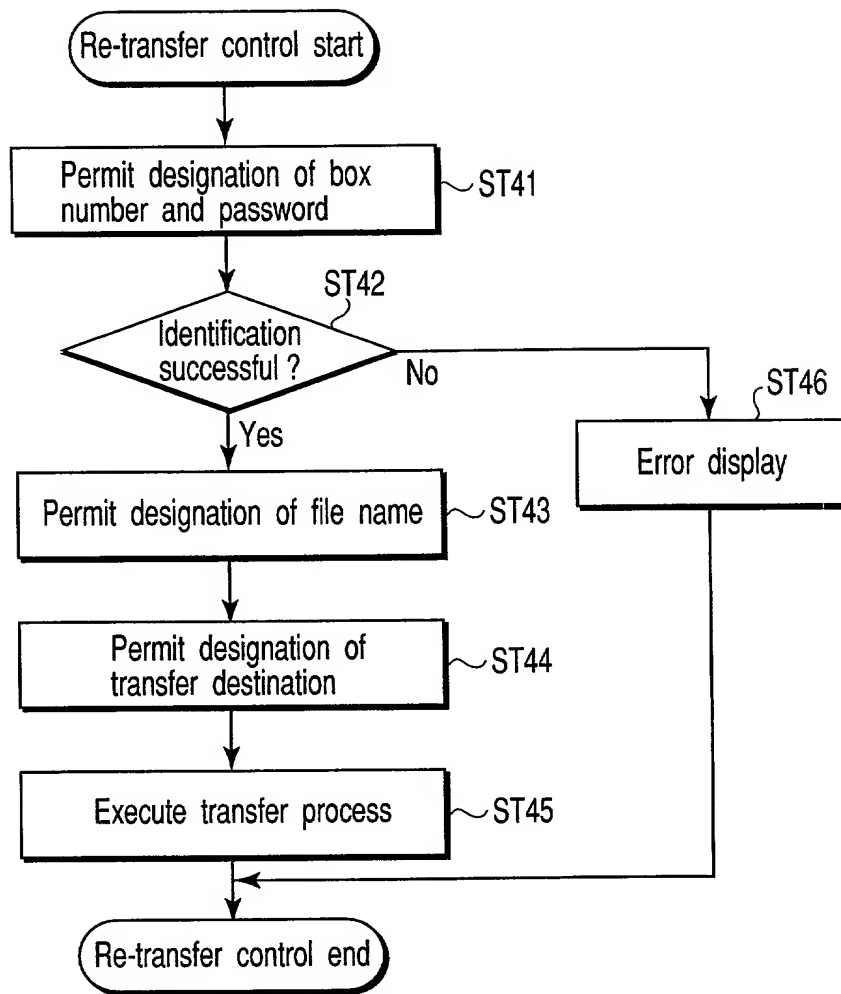 Re-transfer control start
Permit designation of box
number and password
ST41
ST42
Identification
successful ?
No
Yes
ST46
Error display
Permit designation of file name
ST43
Permit designation of
transfer destination
ST44
Execute transfer process
ST45
Re-transfer control end